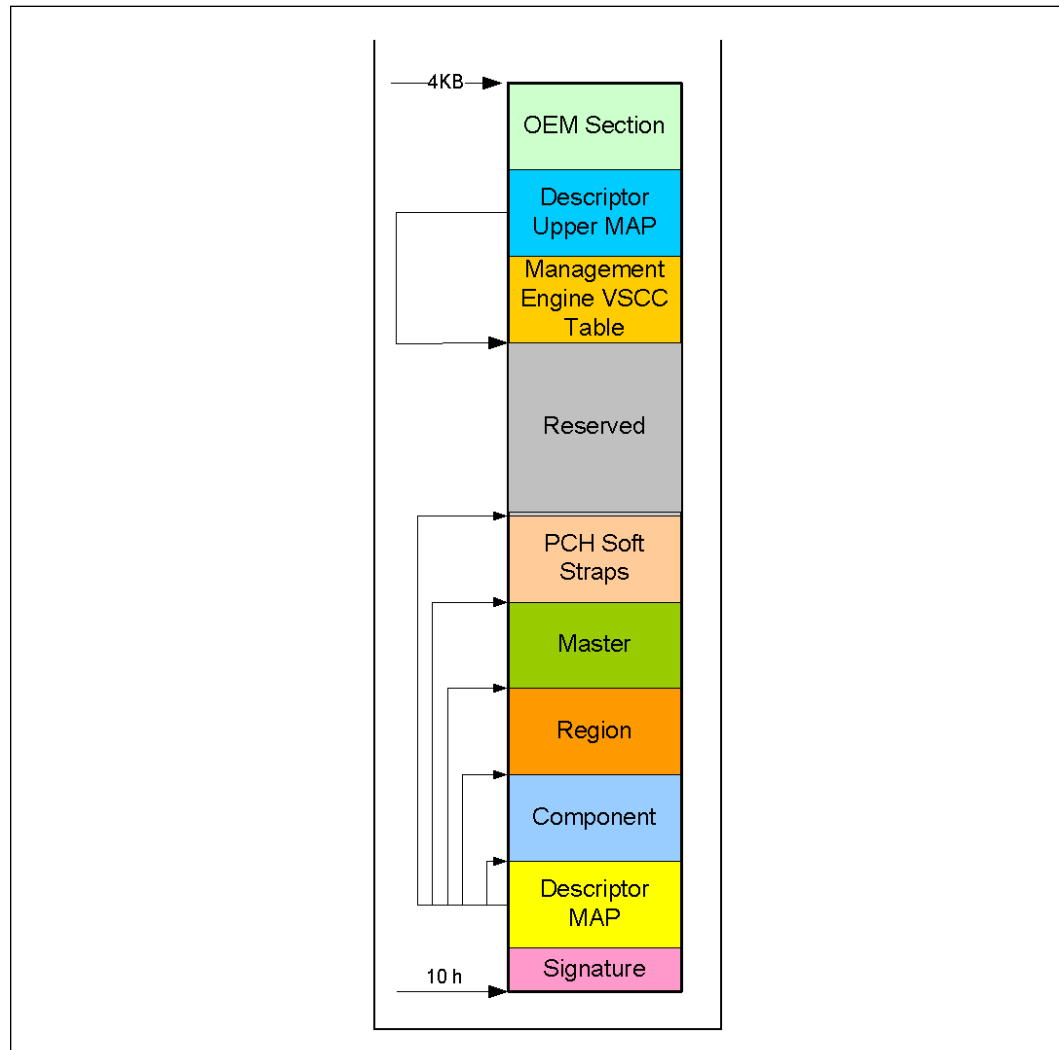 4KB
OEM Section
Descriptor
Upper MAP
Management
Engine VSCC
Table
Reserved
PCH Soft
Straps
Master
Region
Component
Descriptor
MAP
Signature
10 h